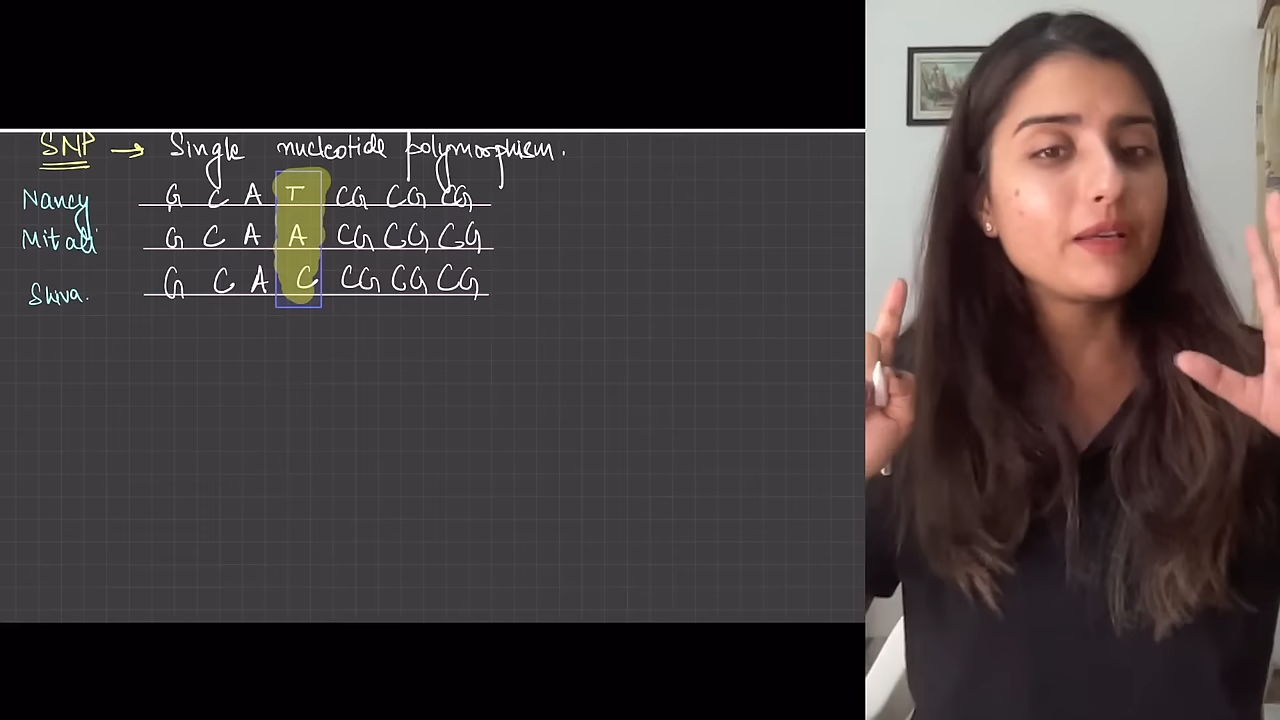 SNP → Single nucleotide polymorphism.
Nancy G C A T CG CG CG
Mitali G C A A CG CG CG
Shiva. G C A C CG CG CG